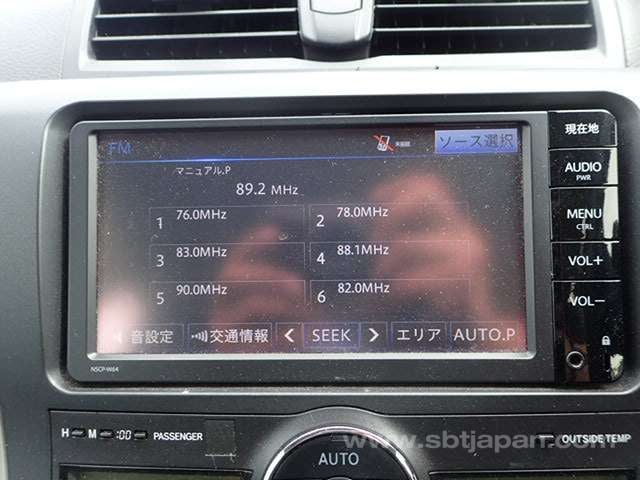 FM
ソース選択
マニュアル.P
89.2 MHz
1 76.0MHz
2 78.0MHz
3 83.0MHz
4 88.1MHz
5 90.0MHz
6 82.0MHz
音設定
交通情報
< SEEK >
エリア
AUTO.P
現在地
AUDIO
PWR
MENU
CTRL
VOL+
VOL−
NSCP-W64
H M :00 PASSENGER
AUTO
OUTSIDE TEMP
www.sbtjapan.com